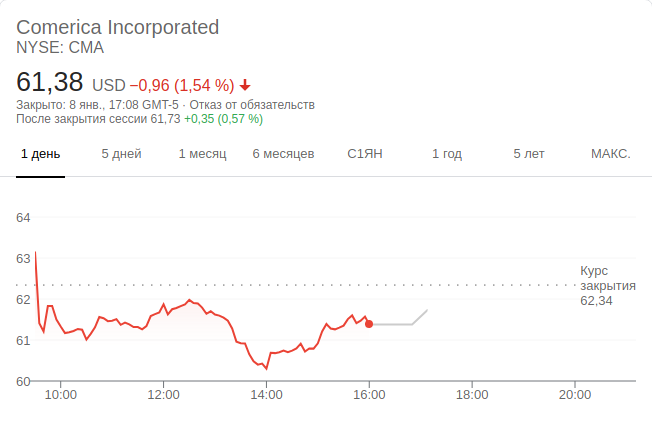 Comerica Incorporated
NYSE: CMA
61,38 USD −0,96 (1,54 %)
Закрыто: 8 янв., 17:08 GMT-5 · Отказ от обязательств
После закрытия сессии 61,73 +0,35 (0,57 %)
1 день 5 дней 1 месяц 6 месяцев С1ЯН 1 год 5 лет МАКС.
64
63
Курс
закрытия
62,34
62
61
60
10:00 12:00 14:00 16:00 18:00 20:00